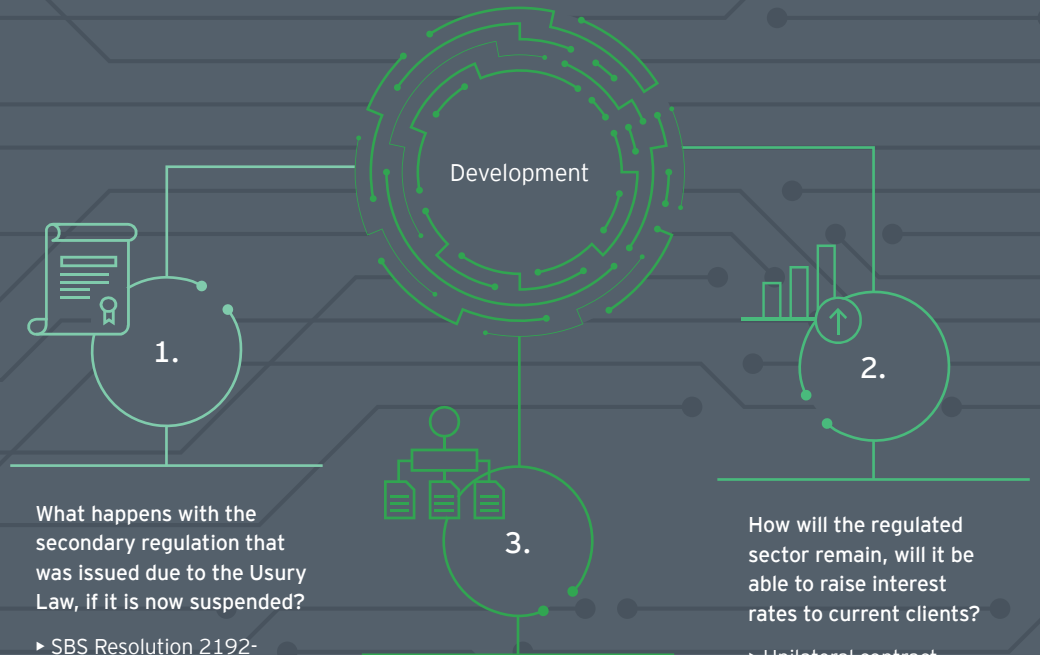 Development
1.
What happens with the
secondary regulation that
was issued due to the Usury
Law, if it is now suspended?
▸ SBS Resolution 2192-
3.
2.
How will the regulated
sector remain, will it be
able to raise interest
rates to current clients?
▸ Unilateral contract